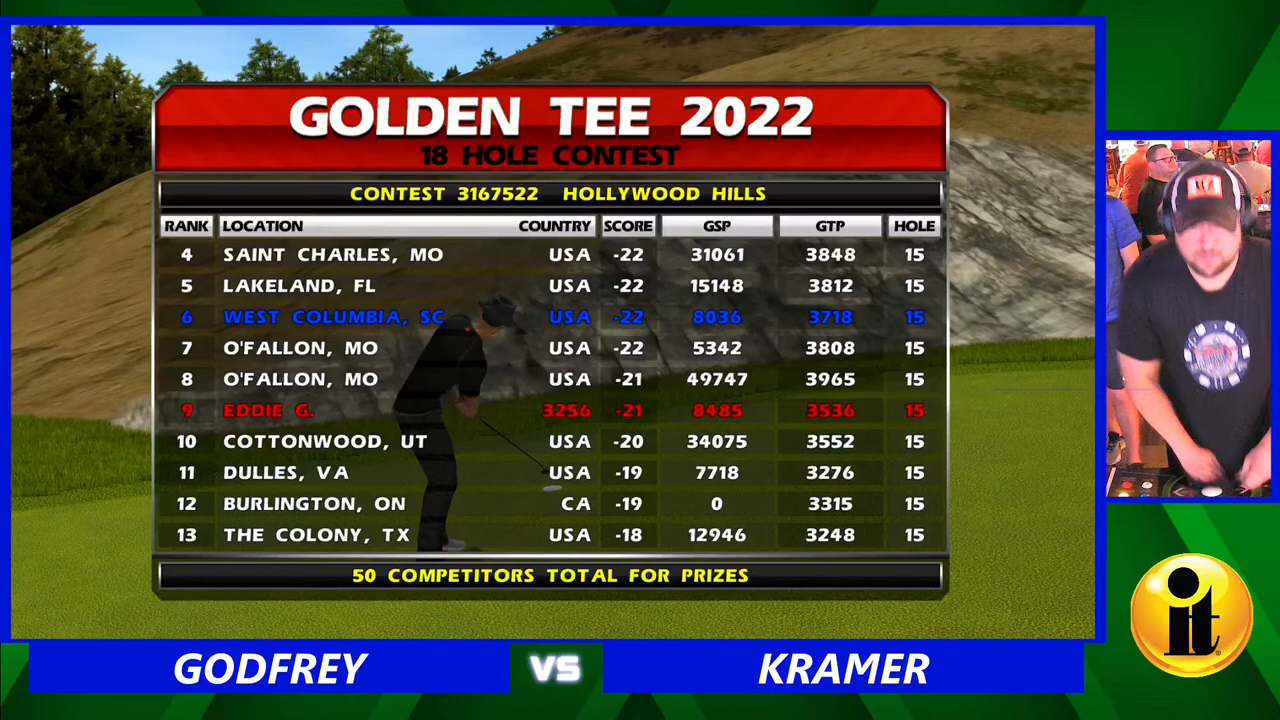 GOLDEN TEE 2022
18 HOLE CONTEST
CONTEST 3167522 HOLLYWOOD HILLS
RANK LOCATION COUNTRY SCORE GSP GTP HOLE
4 SAINT CHARLES, MO USA -22 31061 3848 15
5 LAKELAND, FL USA -22 15148 3812 15
6 WEST COLUMBIA, SC USA -22 8036 3718 15
7 O'FALLON, MO USA -22 5342 3808 15
8 O'FALLON, MO USA -21 49747 3965 15
9 EDDIE G. 3256 -21 8485 3536 15
10 COTTONWOOD, UT USA -20 34075 3552 15
11 DULLES, VA USA -19 7718 3276 15
12 BURLINGTON, ON CA -19 0 3315 15
13 THE COLONY, TX USA -18 12946 3248 15
50 COMPETITORS TOTAL FOR PRIZES
it
GODFREY VS KRAMER